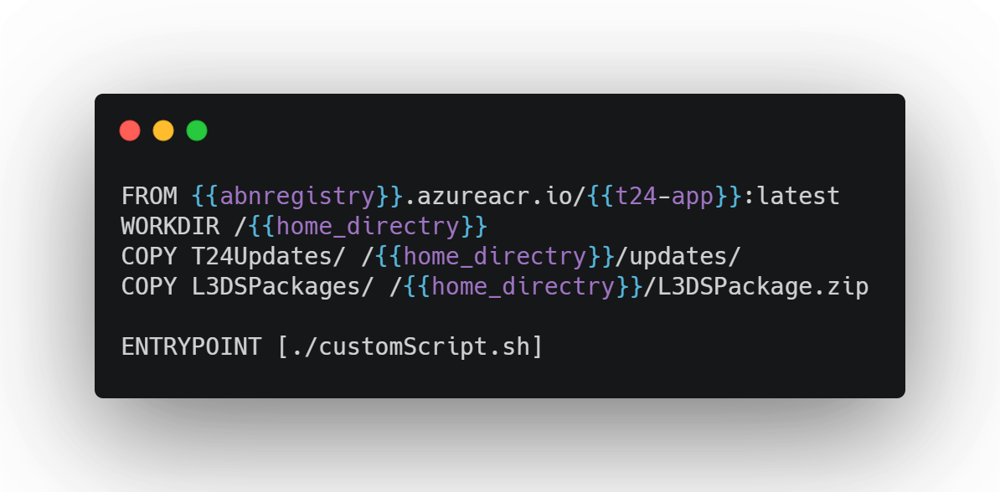 FROM {{abnregistry}}.azureacr.io/{{t24-app}}:latest
WORKDIR /{{home_directry}}
COPY T24Updates/ /{{home_directry}}/updates/
COPY L3DSPackages/ /{{home_directry}}/L3DSPackage.zip
ENTRYPOINT [./customScript.sh]